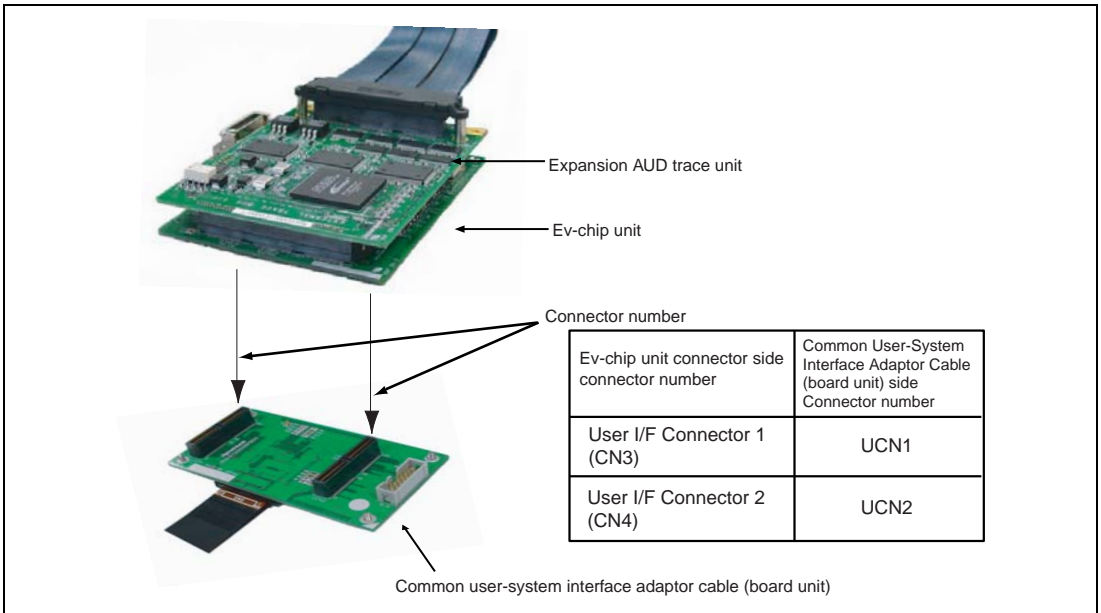 Expansion AUD trace unit
Ev-chip unit
Connector number
Ev-chip unit connector side
connector number
Common User-System
Interface Adaptor Cable
(board unit) side
Connector number
User I/F Connector 1
(CN3)
UCN1
User I/F Connector 2
(CN4)
UCN2
Common user-system interface adaptor cable (board unit)